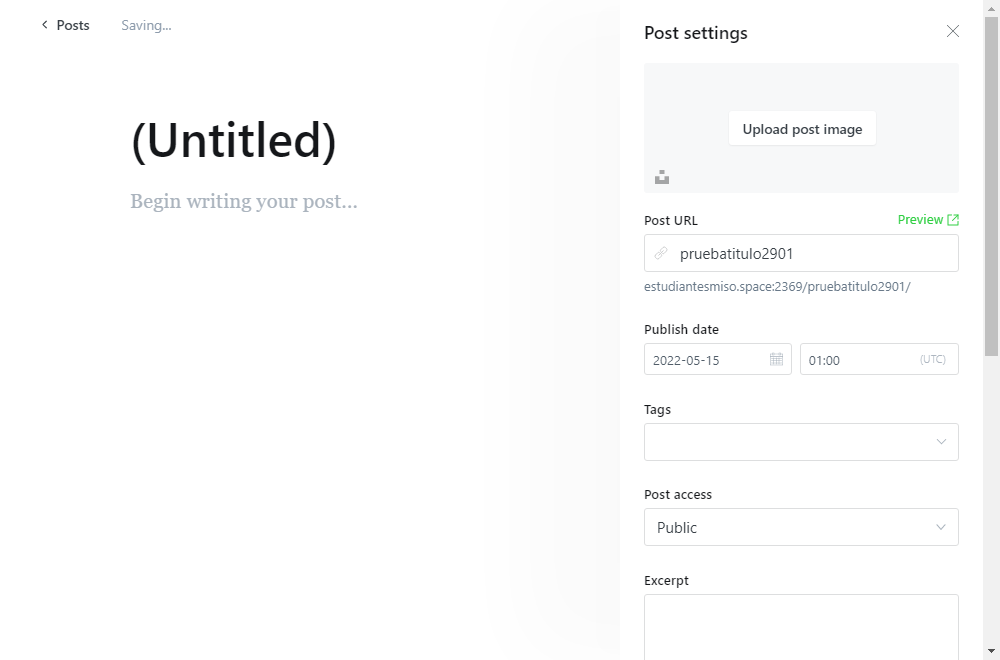 Posts
Saving...
(Untitled)
Begin writing your post...
Post settings
Upload post image
Post URL
Preview
pruebatitulo2901
estudiantesmiso.space:2369/pruebatitulo2901/
Publish date
2022-05-15
01:00
(UTC)
Tags
Post access
Public
Excerpt